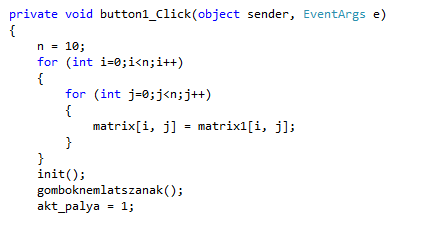 private void button1_Click(object sender, EventArgs e)
{
    n = 10;
    for (int i=0;i<n;i++)
    {
        for (int j=0;j<n;j++)
        {
            matrix[i, j] = matrix1[i, j];
        }
    }
    init();
    gomboknemlatszanak();
    akt_palya = 1;